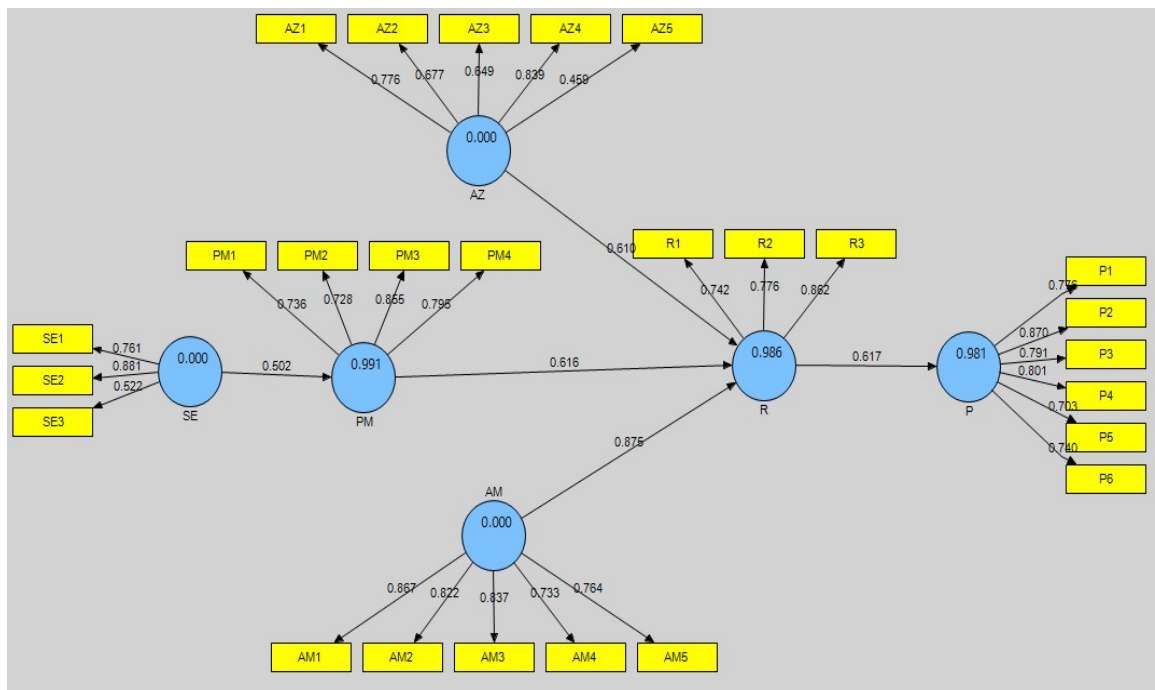 AZ1 AZ2 AZ3 AZ4 AZ5
0.776 0.677 0.649 0.839 0.459
0.000
AZ
PM1 PM2 PM3 PM4
0.736 0.728 0.855 0.795
R1 R2 R3
0.742 0.776 0.862
0.610
SE1
SE2
SE3
0.761
0.881
0.522
0.000
SE
0.502
0.991
PM
0.616
0.986
R
0.617
0.981
P
0.776
0.870
0.791
0.801
0.703
0.740
P1
P2
P3
P4
P5
P6
0.875
AM
0.000
0.867 0.822 0.837 0.733 0.764
AM1 AM2 AM3 AM4 AM5